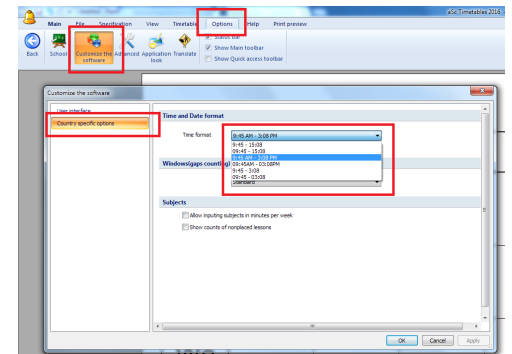 aSc Timetables 2016
Main File Specification View Timetable Options Help Print preview
Back School Customize the software Advanced Application look Translate
Status bar
Show Main toolbar
Show Quick access toolbar
Customize the software
User interface
Country specific options
Time and Date format
Time format 9:45 AM - 3:08 PM
9:45 - 15:08
09:45 - 15:08
9:45 AM - 3:08 PM
09:45AM - 03:08PM
9:45 - 3:08
09:45 - 03:08
Windows(gaps counting)
Standard
Subjects
Allow inputing subjects in minutes per week
Show counts of nonplaced lessons
OK Cancel Apply